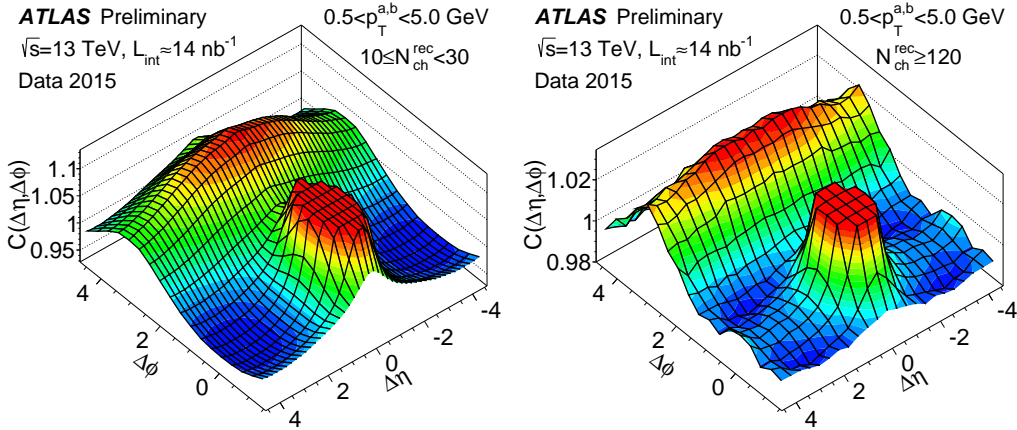 ATLAS Preliminary
√s=13 TeV, L_int≈14 nb⁻¹
Data 2015
0.5<p_T^{a,b}<5.0 GeV
10≤N_ch^rec<30
C(Δη,Δϕ)
1.1
1.05
1
0.95
4
2
0
Δϕ
4
2
0
-2
-4
Δη
ATLAS Preliminary
√s=13 TeV, L_int≈14 nb⁻¹
Data 2015
0.5<p_T^{a,b}<5.0 GeV
N_ch^rec≥120
C(Δη,Δϕ)
1.02
1
0.98
4
2
0
Δϕ
4
2
0
-2
-4
Δη